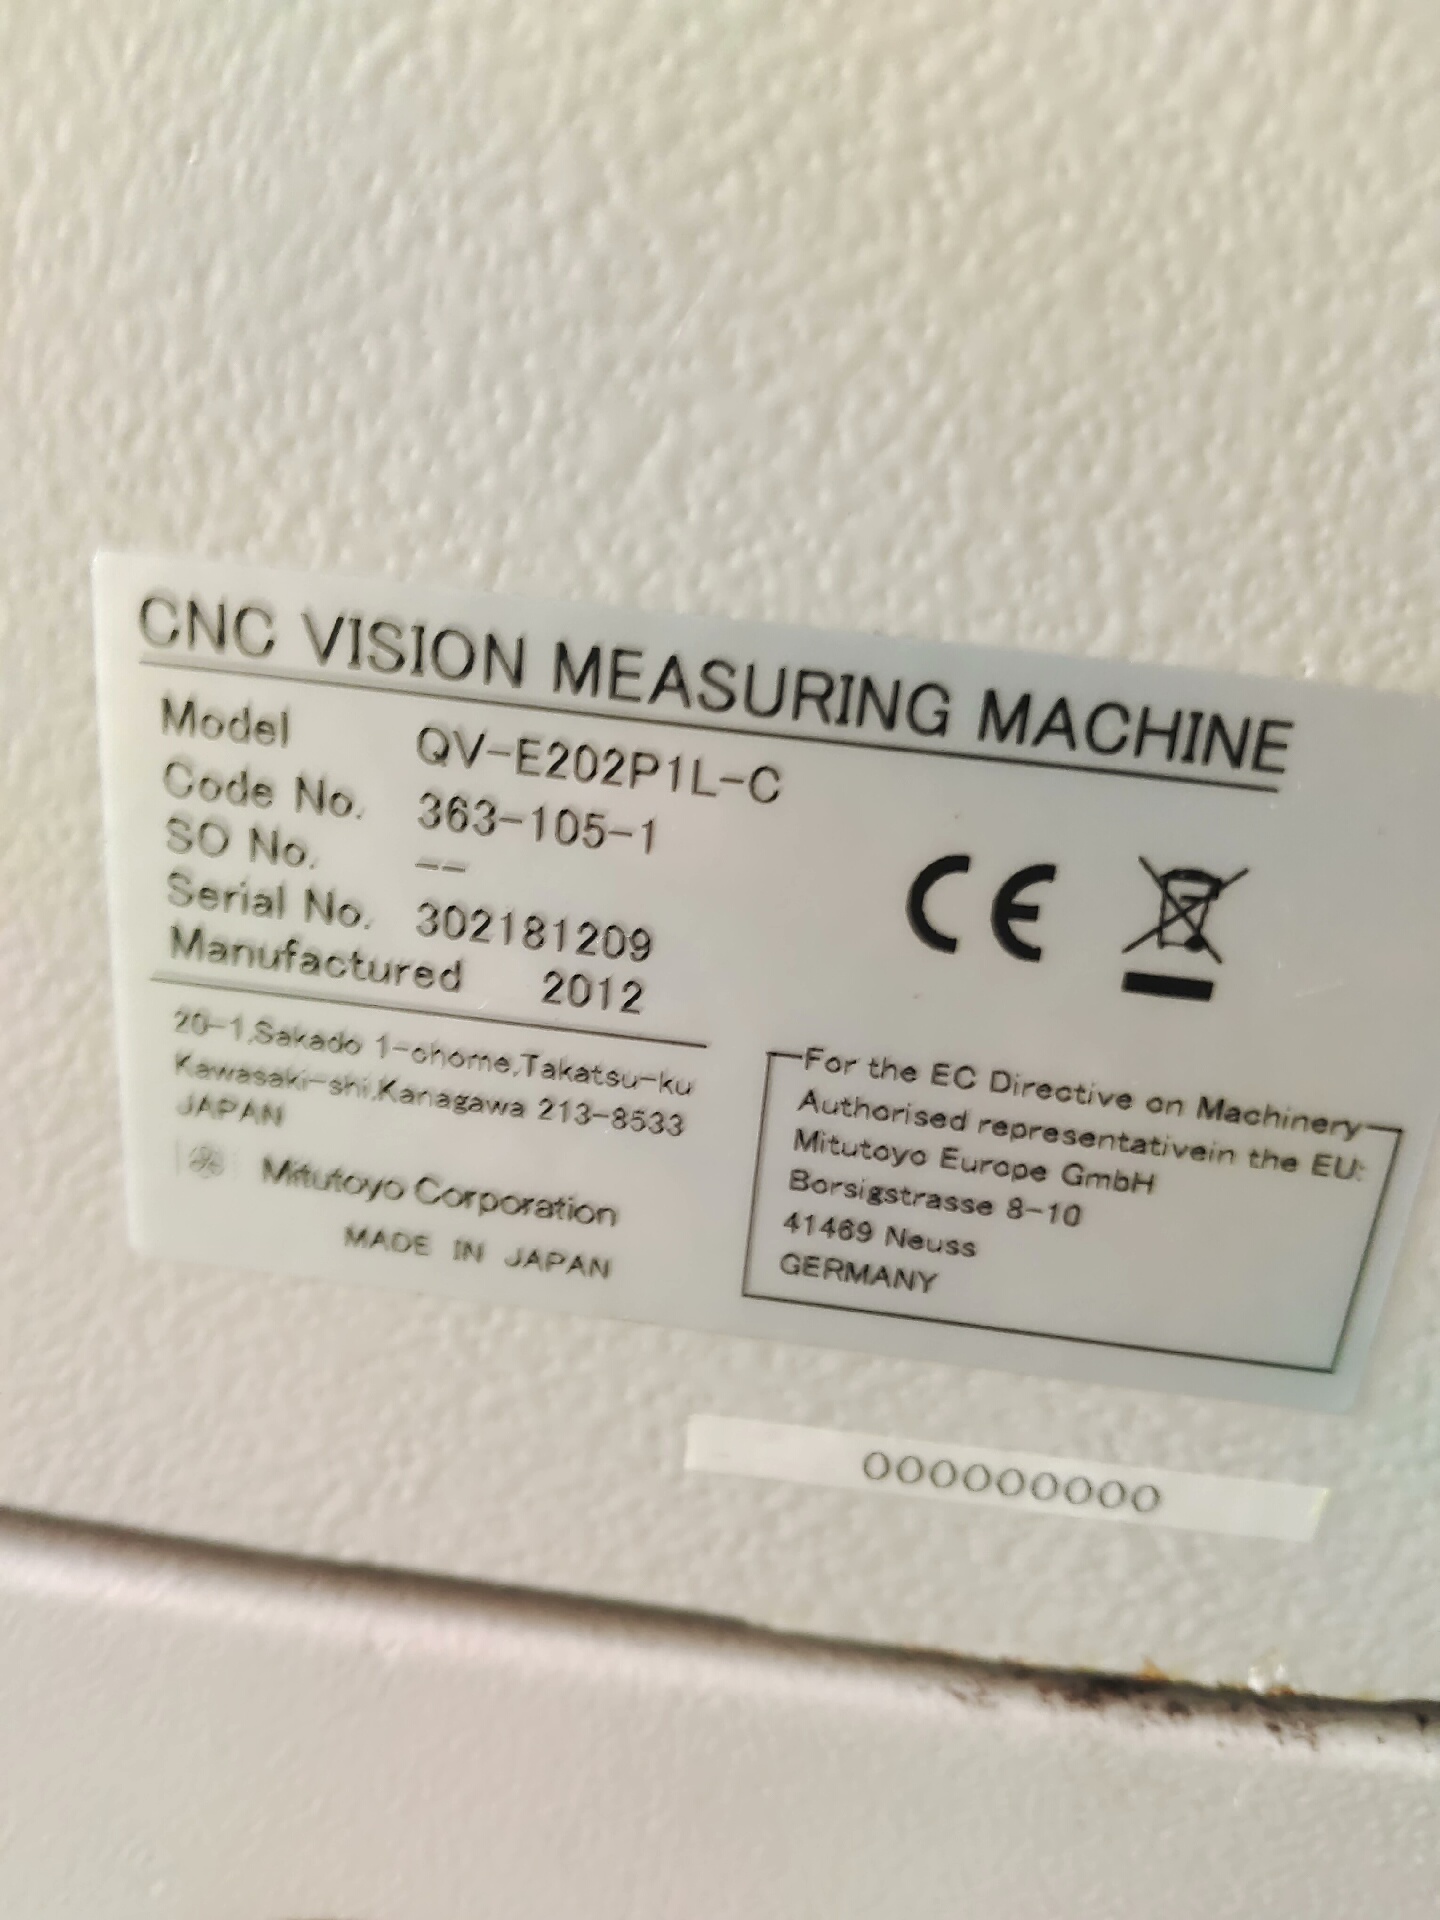 CNC VISION MEASURING MACHINE
Model QV-E202P1L-C
Code No. 363-105-1
SO No. --
Serial No. 302181209
Manufactured 2012
20-1,Sakado 1-chome,Takatsu-ku
Kawasaki-shi,Kanagawa 213-8533
JAPAN
Mitutoyo Corporation
MADE IN JAPAN
CE
For the EC Directive on Machinery
Authorised representativein the EU:
Mitutoyo Europe GmbH
Borsigstrasse 8-10
41469 Neuss
GERMANY
OOOOOOOOO